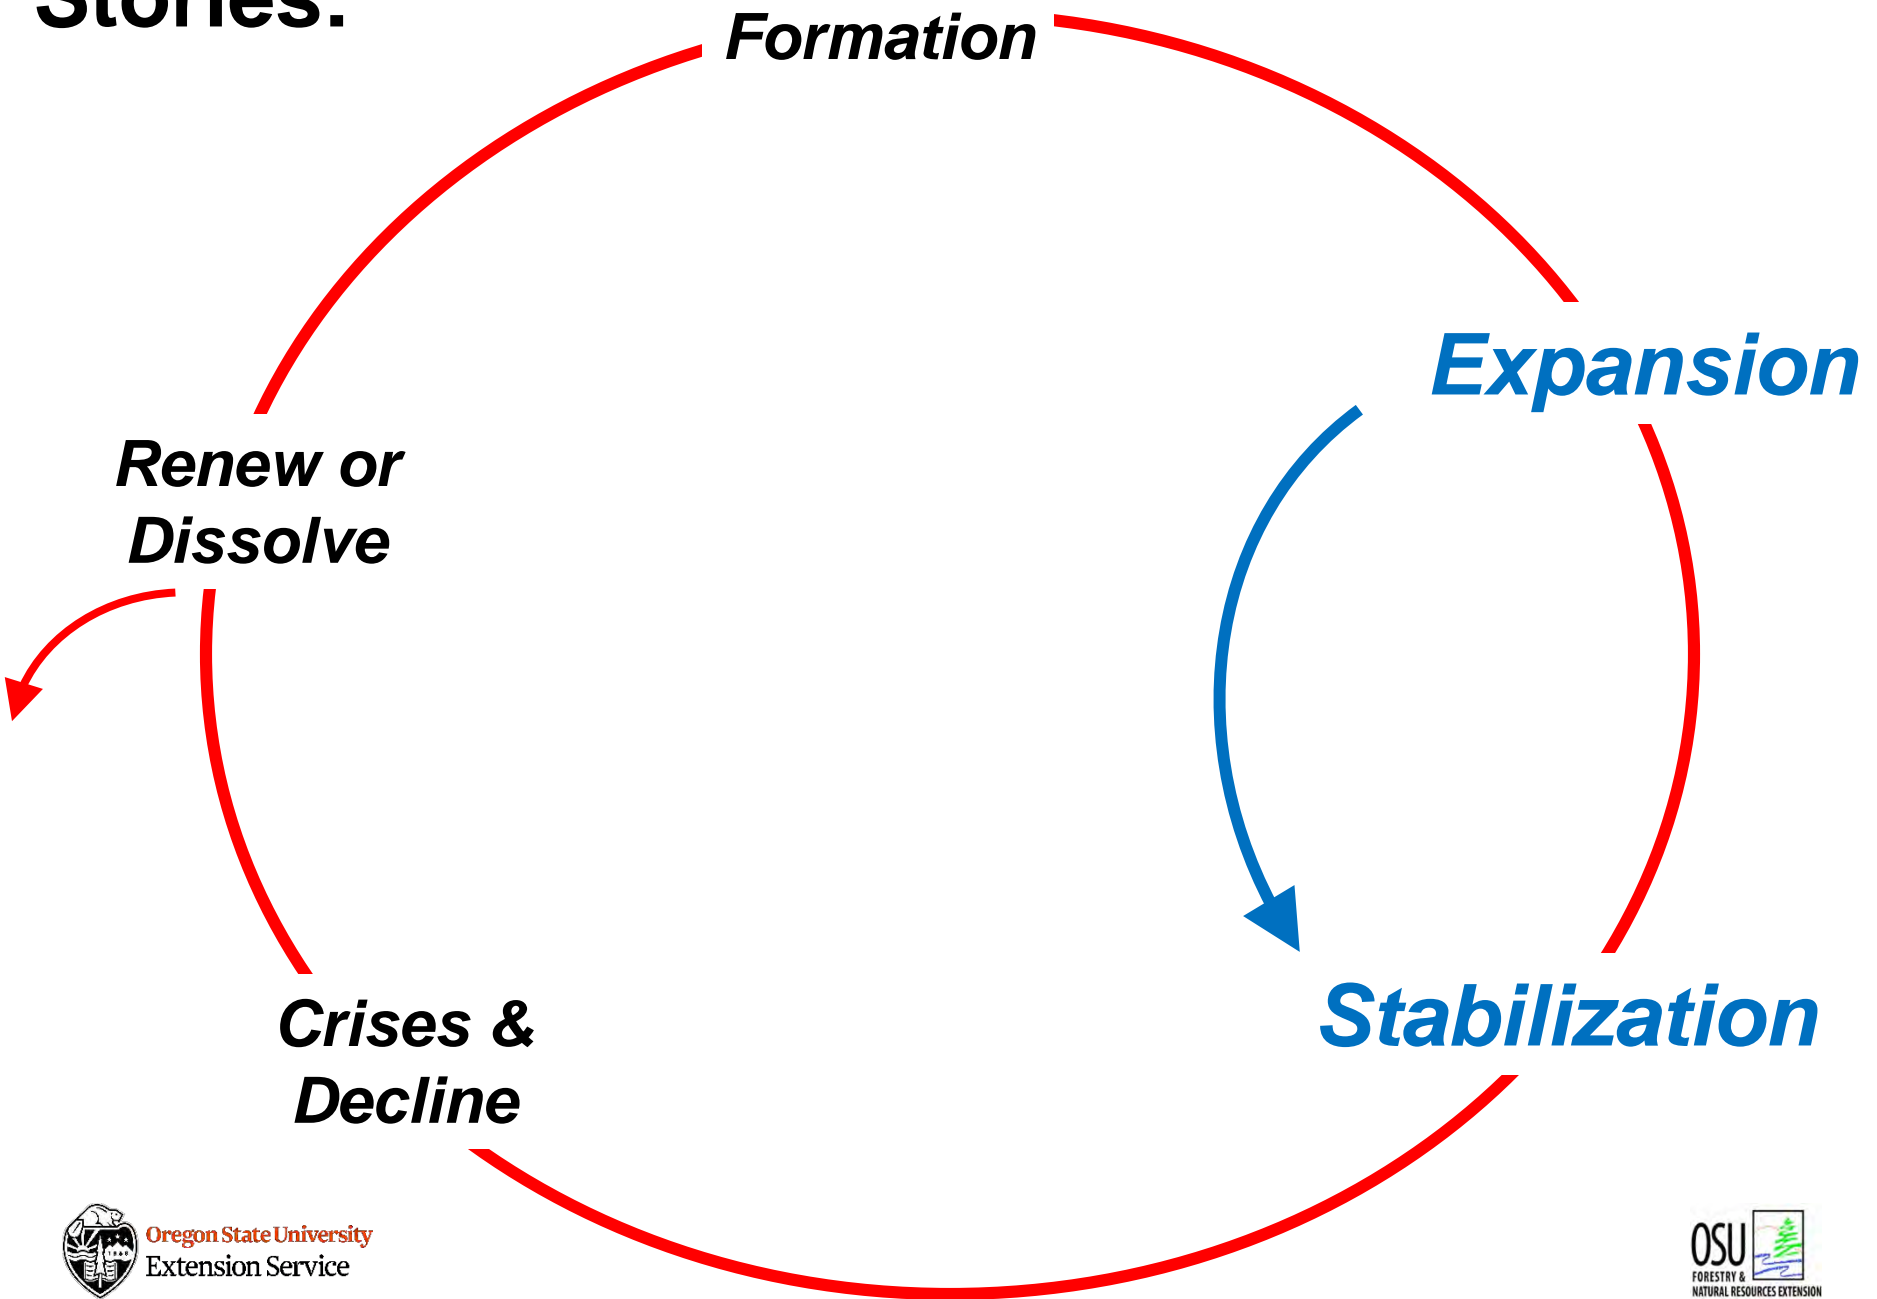 Stories:
Formation
Expansion
Renew or
Dissolve
Stabilization
Crises &
Decline
Oregon State University
Extension Service
1868
OSU
FORESTRY &
NATURAL RESOURCES EXTENSION